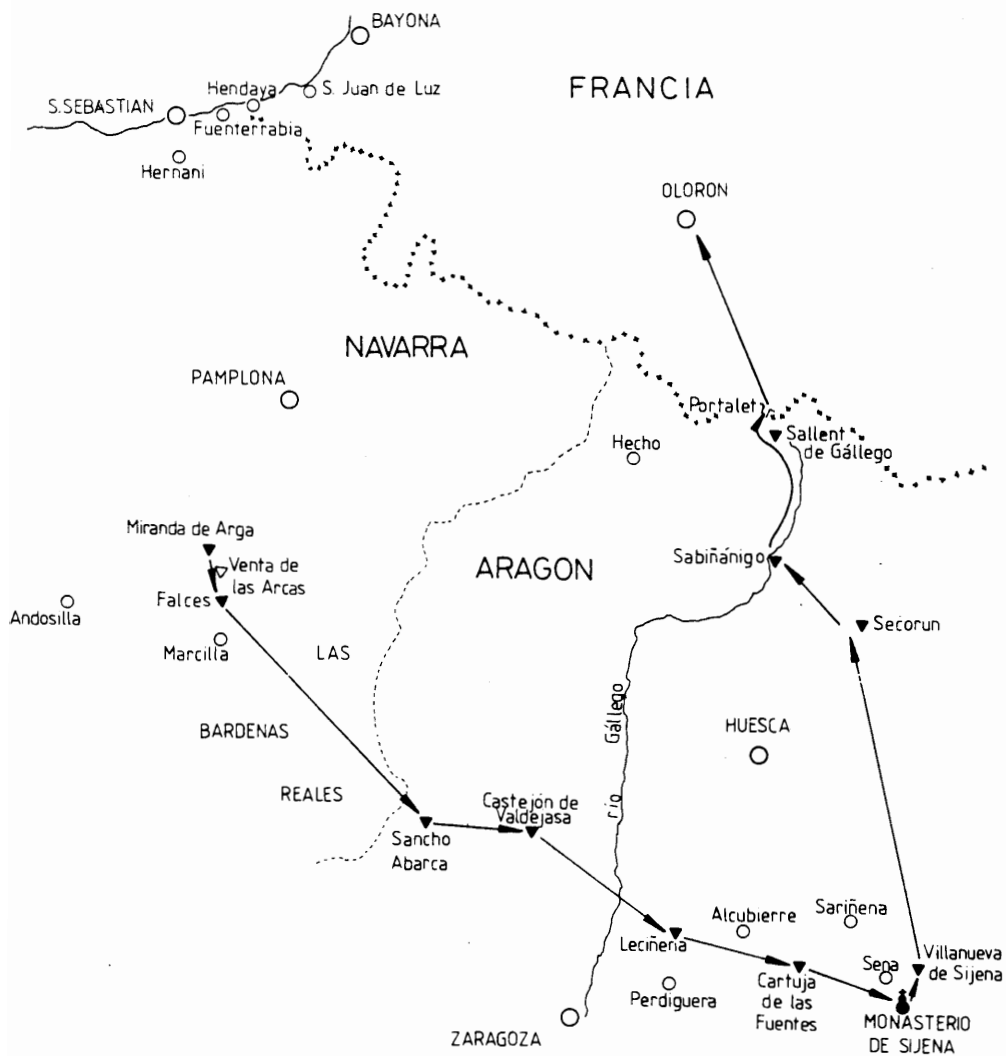 BAYONA
FRANCIA
Hendaya
S. Juan de Luz
S.SEBASTIAN
Fuenterrabia
Hernani
OLORON
NAVARRA
PAMPLONA
Portalet
Hecho
Sallent
de Gállego
Miranda de Arga
Venta de
las Arcas
ARAGON
Sabiñánigo
Falces
Andosilla
Secorun
Marcilla
LAS
BARDENAS
REALES
río Gállego
HUESCA
Castejón de
Valdejasa
Sancho
Abarca
Alcubierre
Sariñena
Leciñena
Sena
Villanueva
de Sijena
Perdiguera
Cartuja
de las
Fuentes
MONASTERIO
DE SIJENA
ZARAGOZA